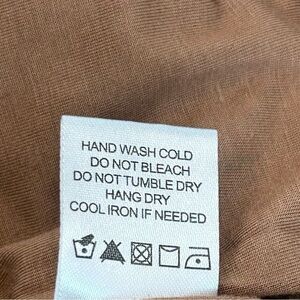 HAND WASH COLD
DO NOT BLEACH
DO NOT TUMBLE DRY
HANG DRY
COOL IRON IF NEEDED